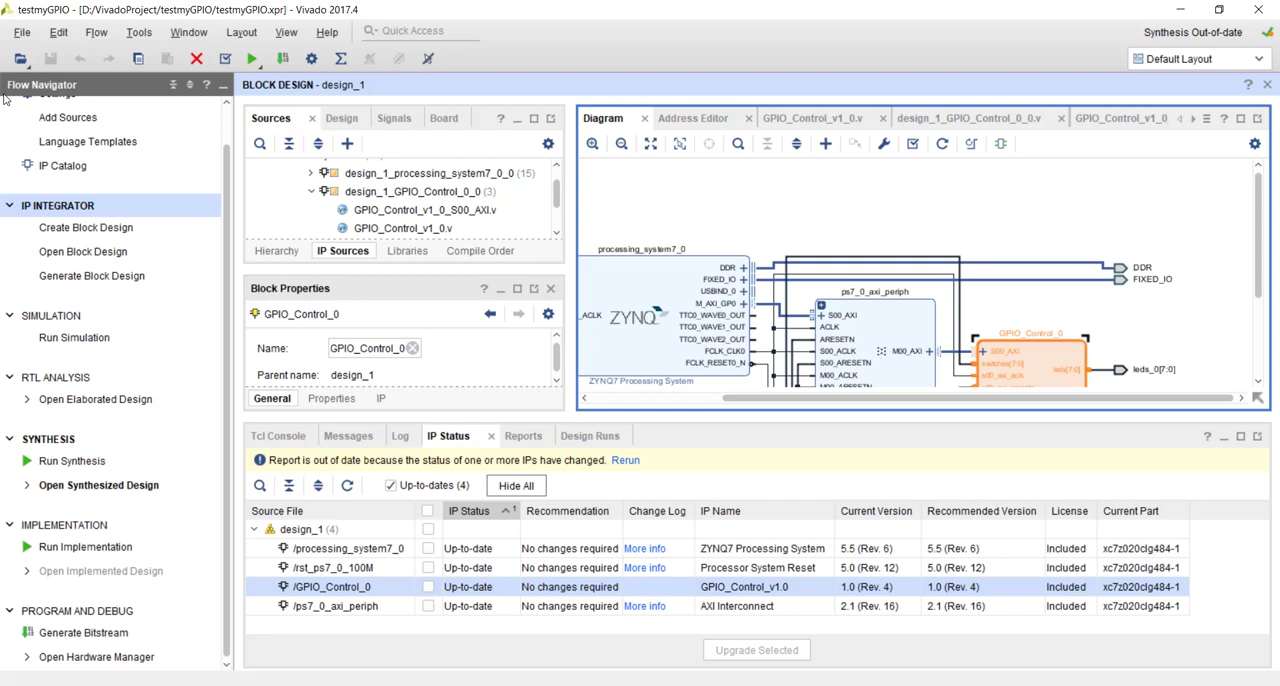 testmyGPIO - [D:/VivadoProject/testmyGPIO/testmyGPIO.xpr] - Vivado 2017.4
File Edit Flow Tools Window Layout View Help Quick Access
Synthesis Out-of-date
Default Layout
Flow Navigator
Settings
Add Sources
Language Templates
IP Catalog
IP INTEGRATOR
Create Block Design
Open Block Design
Generate Block Design
SIMULATION
Run Simulation
RTL ANALYSIS
Open Elaborated Design
SYNTHESIS
Run Synthesis
Open Synthesized Design
IMPLEMENTATION
Run Implementation
Open Implemented Design
PROGRAM AND DEBUG
Generate Bitstream
Open Hardware Manager
BLOCK DESIGN - design_1
Sources Design Signals Board
design_1_processing_system7_0_0 (15)
design_1_GPIO_Control_0_0 (3)
GPIO_Control_v1_0_S00_AXI.v
GPIO_Control_v1_0.v
Hierarchy IP Sources Libraries Compile Order
Block Properties
GPIO_Control_0
Name: GPIO_Control_0
Parent name: design_1
General Properties IP
Diagram Address Editor GPIO_Control_v1_0.v design_1_GPIO_Control_0_0.v GPIO_Control_v1_0
processing_system7_0
DDR
FIXED_IO
USBIND_0
M_AXI_GP0
_ACLK
TTC0_WAVE0_OUT
TTC0_WAVE1_OUT
TTC0_WAVE2_OUT
FCLK_CLK0
FCLK_RESET0_N
ZYNQ
ZYNQ7 Processing System
ps7_0_axi_periph
S00_AXI
ACLK
ARESETN
S00_ACLK
S00_ARESETN
M00_ACLK
M00_ARESETN
M00_AXI
GPIO_Control_0
S00_AXI
switches[7:0]
s00_axi_aclk
s00_axi_aresetn
leds[7:0]
DDR
FIXED_IO
leds_0[7:0]
Tcl Console Messages Log IP Status Reports Design Runs
Report is out of date because the status of one or more IPs have changed. Rerun
Up-to-dates (4) Hide All
Source File IP Status 1 Recommendation Change Log IP Name Current Version Recommended Version License Current Part
design_1 (4)
/processing_system7_0 Up-to-date No changes required More info ZYNQ7 Processing System 5.5 (Rev. 6) 5.5 (Rev. 6) Included xc7z020clg484-1
/rst_ps7_0_100M Up-to-date No changes required More info Processor System Reset 5.0 (Rev. 12) 5.0 (Rev. 12) Included xc7z020clg484-1
/GPIO_Control_0 Up-to-date No changes required GPIO_Control_v1.0 1.0 (Rev. 4) 1.0 (Rev. 4) Included xc7z020clg484-1
/ps7_0_axi_periph Up-to-date No changes required More info AXI Interconnect 2.1 (Rev. 16) 2.1 (Rev. 16) Included xc7z020clg484-1
Upgrade Selected